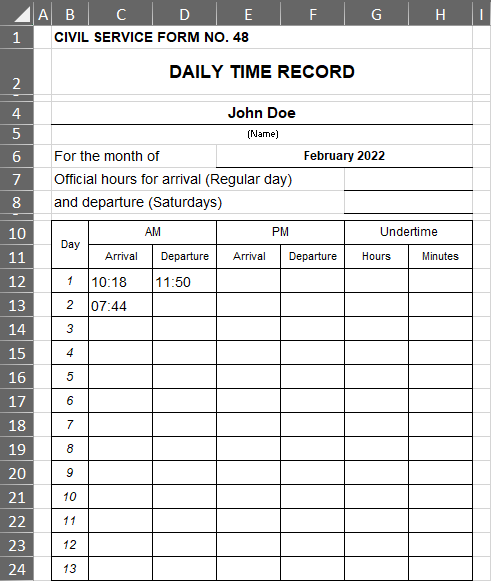 A B C D E F G H I
1 CIVIL SERVICE FORM NO. 48
2 DAILY TIME RECORD
4 John Doe
5 (Name)
6 For the month of February 2022
7 Official hours for arrival (Regular day)
8 and departure (Saturdays)
10 Day AM PM Undertime
11 Arrival Departure Arrival Departure Hours Minutes
12 1 10:18 11:50
13 2 07:44
14 3
15 4
16 5
17 6
18 7
19 8
20 9
21 10
22 11
23 12
24 13